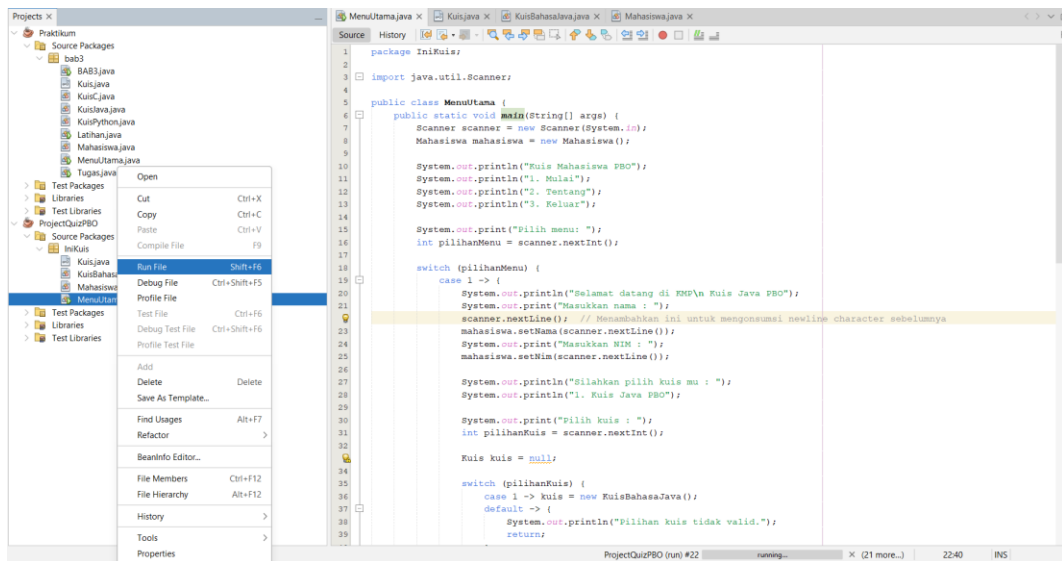 Projects ×
Praktikum
Source Packages
bab3
BAB3.java
Kuis.java
KuisC.java
KuisJava.java
KuisPython.java
Latihan.java
Mahasiswa.java
MenuUtama.java
Tugas.java
Test Packages
Libraries
Test Libraries
ProjectQuizPBO
Source Packages
IniKuis
Kuis.java
KuisBahasa
Mahasiswa
MenuUtam
Test Packages
Libraries
Test Libraries
Open
Cut Ctrl+X
Copy Ctrl+C
Paste Ctrl+V
Compile File F9
Run File Shift+F6
Debug File Ctrl+Shift+F5
Profile File
Test File Ctrl+F6
Debug Test File Ctrl+Shift+F6
Profile Test File
Add
Delete Delete
Save As Template...
Find Usages Alt+F7
Refactor
BeanInfo Editor...
File Members Ctrl+F12
File Hierarchy Alt+F12
History
Tools
Properties
MenuUtama.java × Kuis.java × KuisBahasaJava.java × Mahasiswa.java ×
Source History
1 package IniKuis;
2
3 import java.util.Scanner;
4
5 public class MenuUtama {
6 public static void main(String[] args) {
7 Scanner scanner = new Scanner(System.in);
8 Mahasiswa mahasiswa = new Mahasiswa();
9
10 System.out.println("Kuis Mahasiswa PBO");
11 System.out.println("1. Mulai");
12 System.out.println("2. Tentang");
13 System.out.println("3. Keluar");
14
15 System.out.print("Pilih menu: ");
16 int pilihanMenu = scanner.nextInt();
17
18 switch (pilihanMenu) {
19 case 1 -> {
20 System.out.println("Selamat datang di KMP\n Kuis Java PBO");
21 System.out.print("Masukkan nama : ");
scanner.nextLine(); // Menambahkan ini untuk mengonsumsi newline character sebelumnya
23 mahasiswa.setNama(scanner.nextLine());
24 System.out.print("Masukkan NIM : ");
25 mahasiswa.setNim(scanner.nextLine());
26
27 System.out.println("Silahkan pilih kuis mu : ");
28 System.out.println("1. Kuis Java PBO");
29
30 System.out.print("Pilih kuis : ");
31 int pilihanKuis = scanner.nextInt();
32
Kuis kuis = null;
34
35 switch (pilihanKuis) {
36 case 1 -> kuis = new KuisBahasaJava();
37 default -> {
38 System.out.println("Pilihan kuis tidak valid.");
39 return;
ProjectQuizPBO (run) #22 running... × (21 more...) 22:40 INS